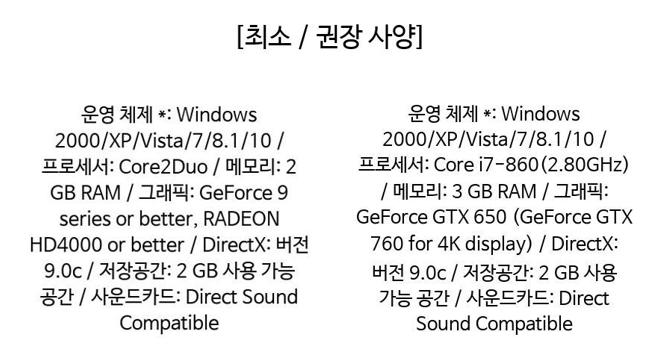 [최소 / 권장 사양]
운영 체제 *: Windows
2000/XP/Vista/7/8.1/10 /
프로세서: Core2Duo / 메모리: 2
GB RAM / 그래픽: GeForce 9
series or better, RADEON
HD4000 or better / DirectX: 버전
9.0c / 저장공간: 2 GB 사용 가능
공간 / 사운드카드: Direct Sound
Compatible
운영 체제 *: Windows
2000/XP/Vista/7/8.1/10 /
프로세서: Core i7-860(2.80GHz)
/ 메모리: 3 GB RAM / 그래픽:
GeForce GTX 650 (GeForce GTX
760 for 4K display) / DirectX:
버전 9.0c / 저장공간: 2 GB 사용
가능 공간 / 사운드카드: Direct
Sound Compatible